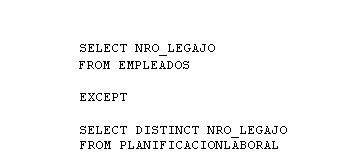 SELECT NRO_LEGAJO
FROM EMPLEADOS
EXCEPT
SELECT DISTINCT NRO_LEGAJO
FROM PLANIFICACIONLABORAL